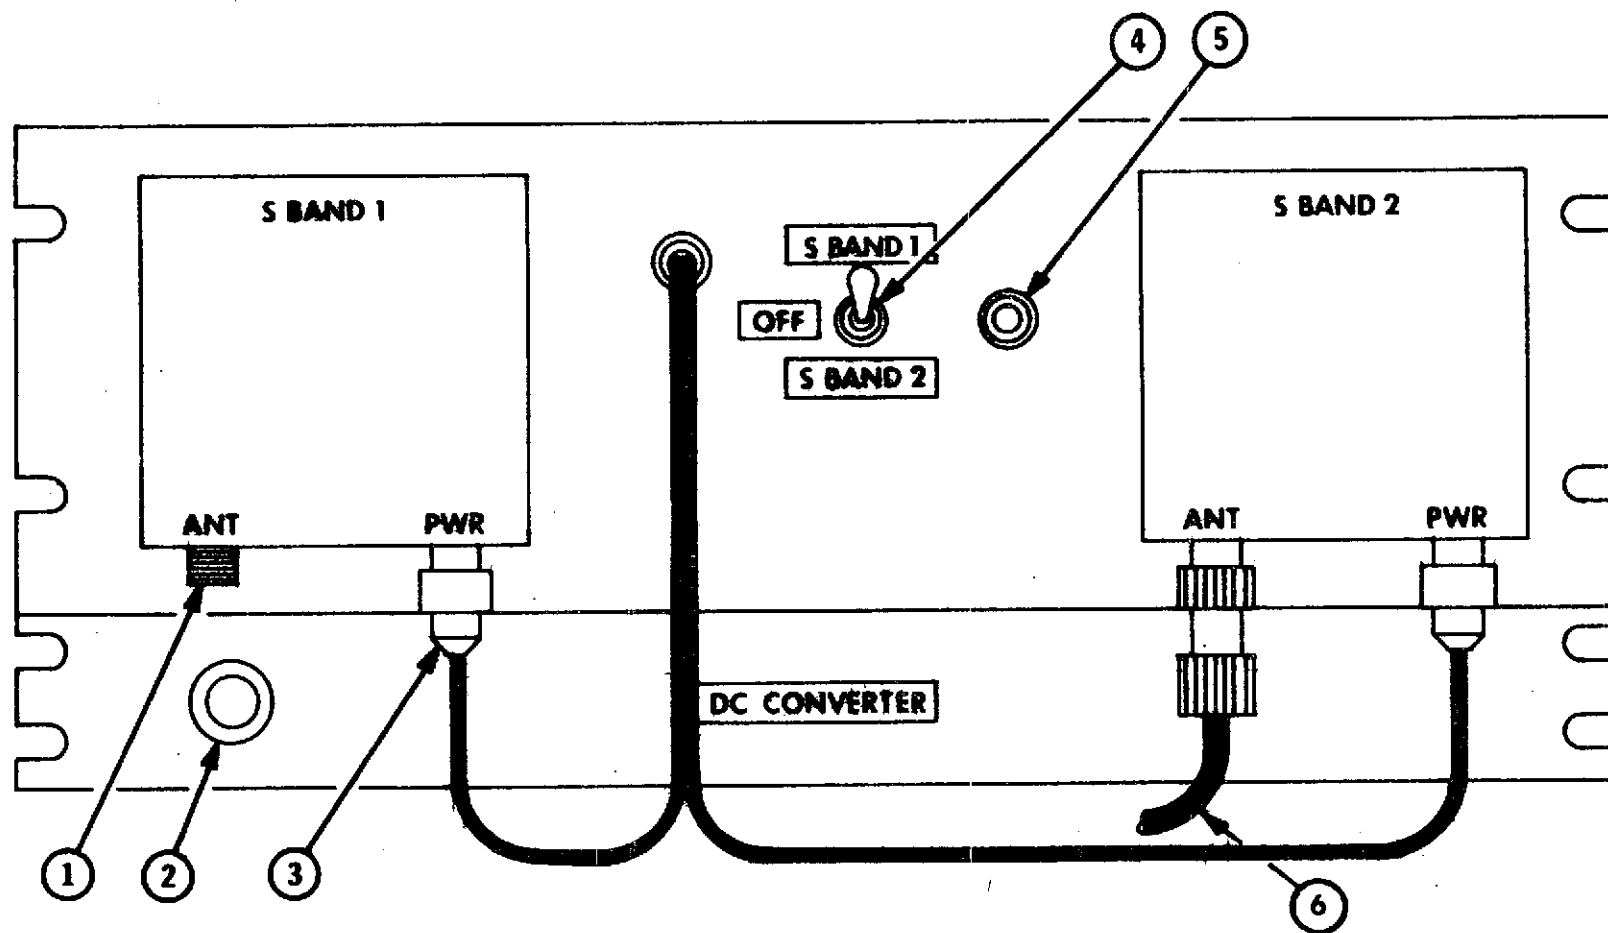 4 5
S BAND 1
S BAND 2
S BAND 1
OFF
S BAND 2
ANT
PWR
ANT
PWR
DC CONVERTER
1 2 3
6